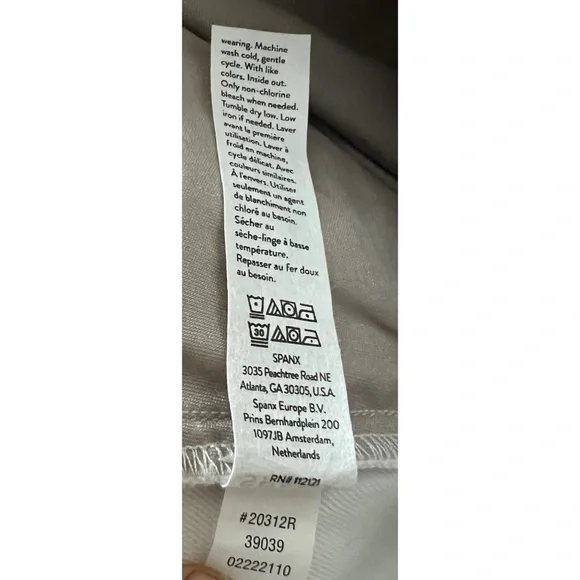 wearing. Machine
wash cold, gentle
cycle. With like
colors. Inside out.
Only non-chlorine
bleach when needed.
Tumble dry low. Low
iron if needed. Laver
avant la première
utilisation. Laver à
froid en machine,
cycle délicat. Avec
couleurs similaires.
À l'envers. Utiliser
seulement un agent
de blanchiment non
chloré au besoin.
Sécher au
sèche-linge à basse
température.
Repasser au fer doux
au besoin.
30
SPANX
3035 Peachtree Road NE
Atlanta, GA 30305, U.S.A.
Spanx Europe B.V.
Prins Bernhardplein 200
1097JB Amsterdam,
Netherlands
RN# 112121
#20312R
39039
02222110